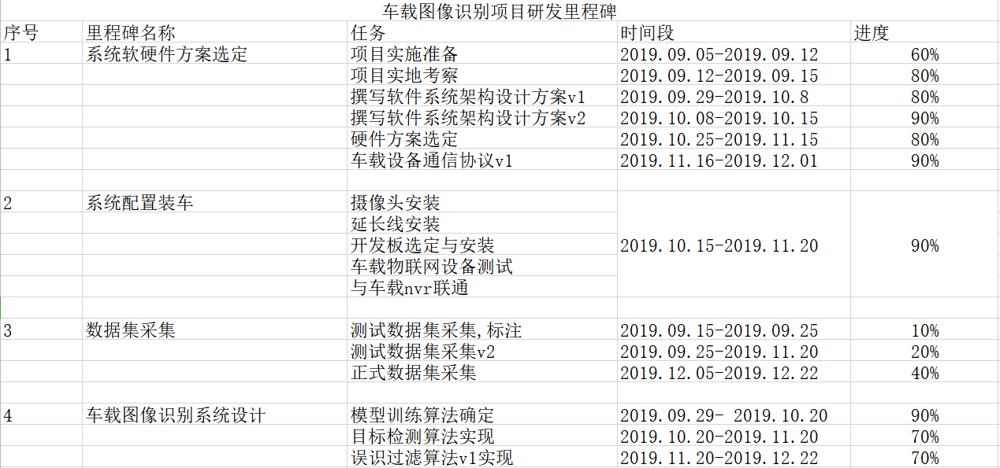 车载图像识别项目研发里程碑
序号 里程碑名称 任务 时间段 进度
1 系统软硬件方案选定 项目实施准备 2019.09.05-2019.09.12 60%
项目实地考察 2019.09.12-2019.09.15 80%
撰写软件系统架构设计方案v1 2019.09.29-2019.10.8 80%
撰写软件系统架构设计方案v2 2019.10.08-2019.10.15 90%
硬件方案选定 2019.10.25-2019.11.15 80%
车载设备通信协议v1 2019.11.16-2019.12.01 90%
2 系统配置装车 摄像头安装
延长线安装
开发板选定与安装 2019.10.15-2019.11.20 90%
车载物联网设备测试
与车载nvr联通
3 数据集采集 测试数据集采集,标注 2019.09.15-2019.09.25 10%
测试数据集采集v2 2019.09.25-2019.11.20 20%
正式数据集采集 2019.12.05-2019.12.22 40%
4 车载图像识别系统设计 模型训练算法确定 2019.09.29- 2019.10.20 90%
目标检测算法实现 2019.10.20-2019.11.20 70%
误识过滤算法v1实现 2019.11.20-2019.12.22 70%